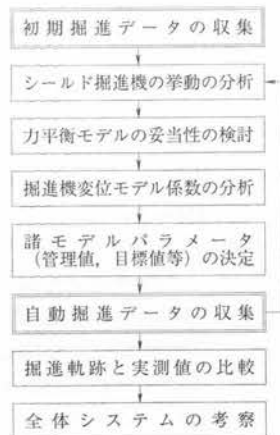 初期掘進データの収集
シールド掘進機の挙動の分析
力平衡モデルの妥当性の検討
掘進機変位モデル係数の分析
諸モデルパラメータ
(管理値,目標値等)の決定
自動掘進データの収集
掘進軌跡と実測値の比較
全体システムの考察